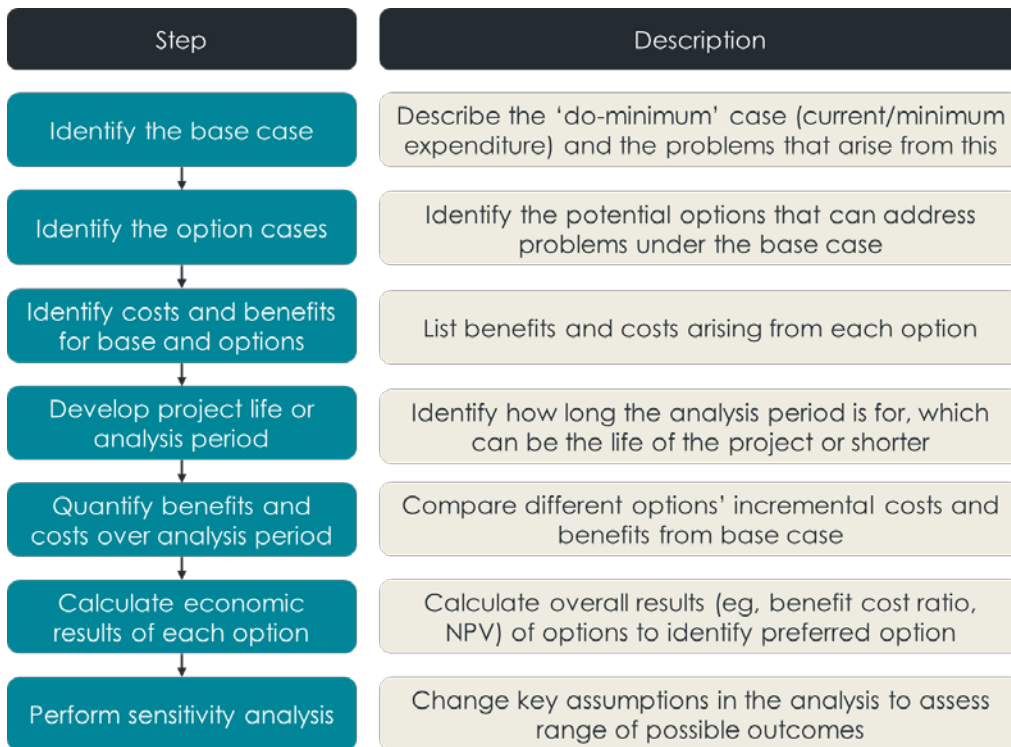 Step
Description
Identify the base case
Describe the ‘do-minimum’ case (current/minimum
expenditure) and the problems that arise from this
Identify the option cases
Identify the potential options that can address
problems under the base case
Identify costs and benefits
for base and options
List benefits and costs arising from each option
Develop project life or
analysis period
Identify how long the analysis period is for, which
can be the life of the project or shorter
Quantify benefits and
costs over analysis period
Compare different options’ incremental costs and
benefits from base case
Calculate economic
results of each option
Calculate overall results (eg, benefit cost ratio,
NPV) of options to identify preferred option
Perform sensitivity analysis
Change key assumptions in the analysis to assess
range of possible outcomes